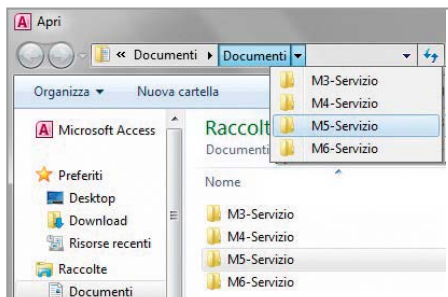 Apri
« Documenti Documenti
Organizza Nuova cartella
M3-Servizio
M4-Servizio
M5-Servizio
M6-Servizio
Microsoft Access
Preferiti
Desktop
Download
Risorse recenti
Raccolte
Documenti
Raccolt
Documenti
Nome
M3-Servizio
M4-Servizio
M5-Servizio
M6-Servizio